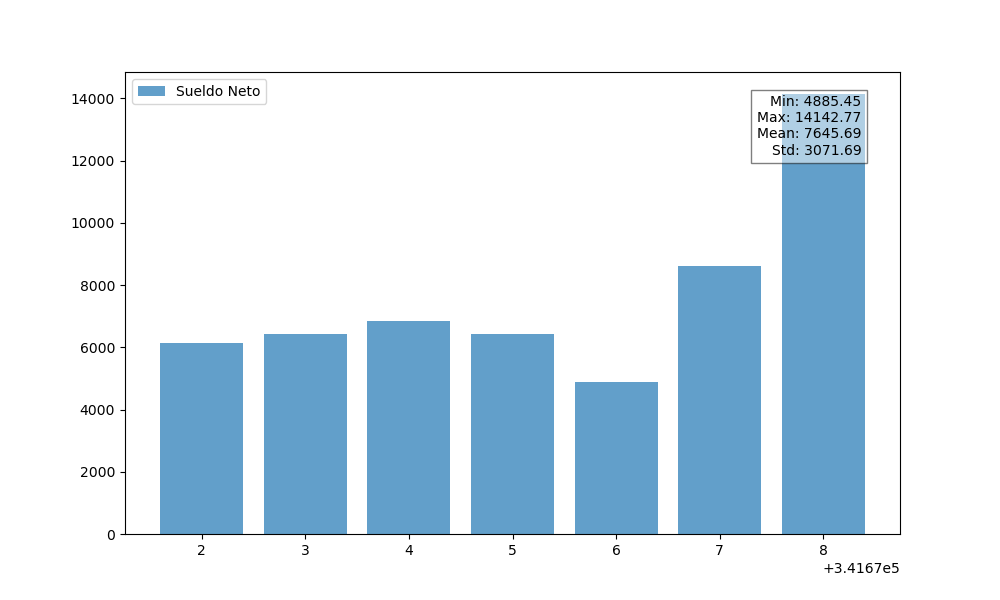 Sueldo Neto
Min: 4885.45
Max: 14142.77
Mean: 7645.69
Std: 3071.69
14000
12000
10000
8000
6000
4000
2000
0
2 3 4 5 6 7 8
+3.4167e5